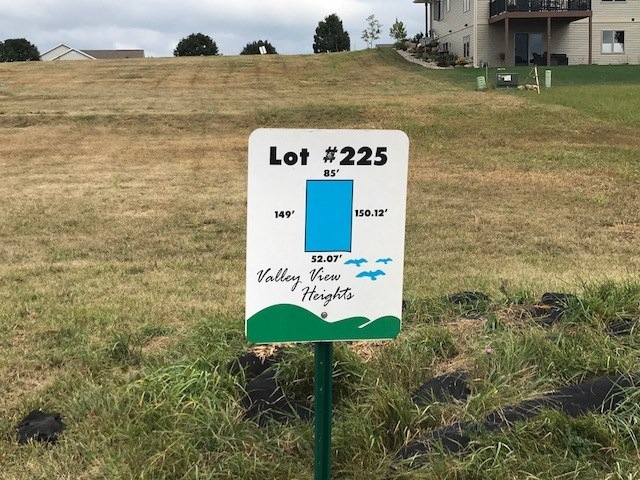 Lot #225
85'
149'
150.12'
52.07'
Valley View
Heights